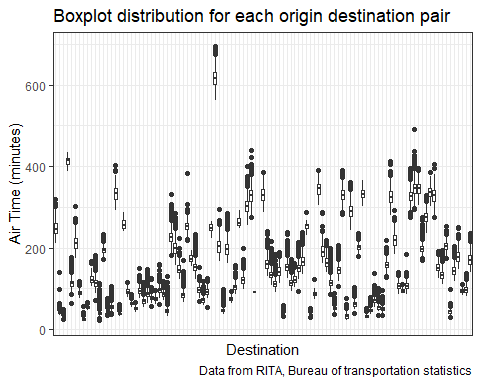 Boxplot distribution for each origin destination pair
Air Time (minutes)
600
400
200
0
Destination
Data from RITA, Bureau of transportation statistics